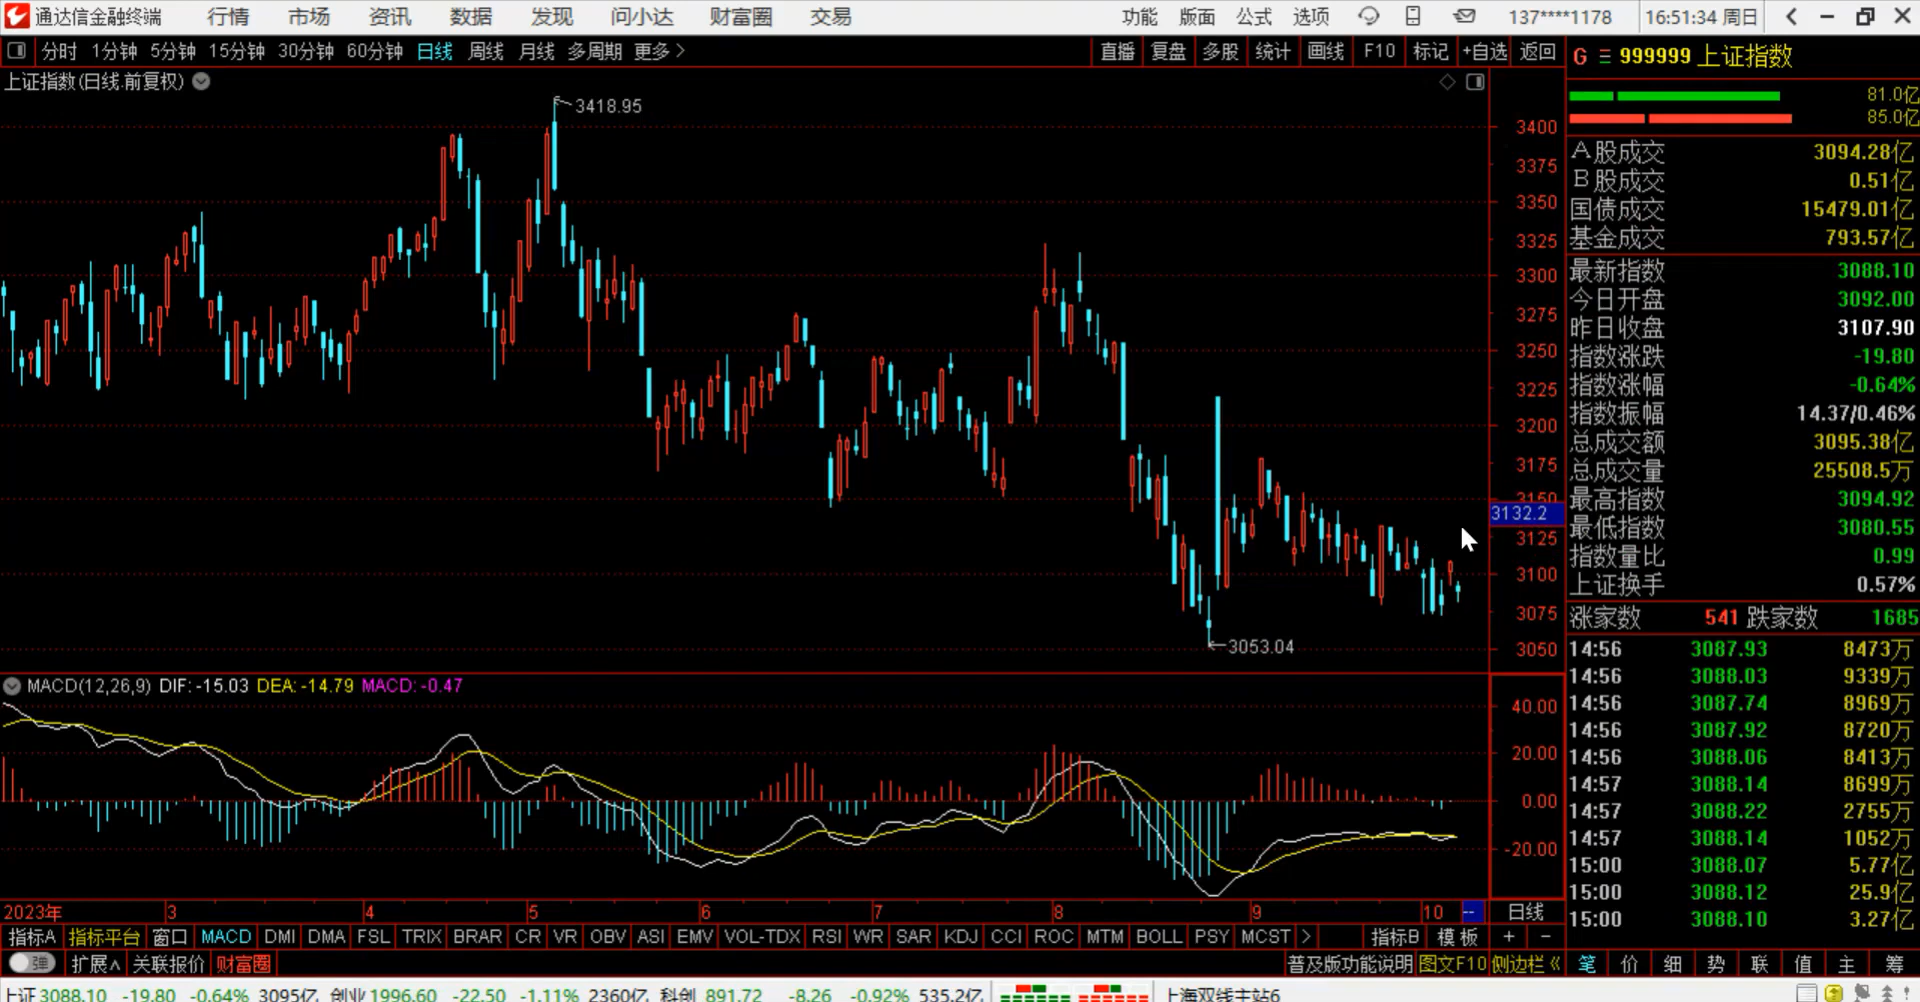 通达信金融终端 行情 市场 资讯 数据 发现 问小达 财富圈 交易 功能 版面 公式 选项 137****1178 16:51:34 周日
分时 1分钟 5分钟 15分钟 30分钟 60分钟 日线 周线 月线 多周期 更多 直播 复盘 多股 统计 画线 F10 标记 +自选 返回
G 999999 上证指数
上证指数(日线.前复权)
81.0亿
85.0亿
A股成交 3094.28亿
B股成交 0.51亿
国债成交 15479.01亿
基金成交 793.57亿
最新指数 3088.10
今日开盘 3092.00
昨日收盘 3107.90
指数涨跌 -19.80
指数涨幅 -0.64%
指数振幅 14.37/0.46%
总成交额 3095.38亿
总成交量 25508.5万
最高指数 3094.92
最低指数 3080.55
指数量比 0.99
上证换手 0.57%
涨家数 541 跌家数 1685
14:56 3087.93 8473万
14:56 3088.03 9339万
14:56 3087.74 8969万
14:56 3087.92 8720万
14:56 3088.06 8413万
14:57 3088.14 8699万
14:57 3088.22 2755万
14:57 3088.14 1052万
15:00 3088.07 5.77亿
15:00 3088.12 25.9亿
15:00 3088.10 3.27亿
3418.95
3053.04
3400
3375
3350
3325
3300
3275
3250
3225
3200
3175
3150
3132.2
3125
3100
3075
3050
MACD(12,26,9) DIF: -15.03 DEA: -14.79 MACD: -0.47
40.00
20.00
0.00
-20.00
2023年 3 4 5 6 7 8 9 10 日线
指标A 指标平台 窗口 MACD DMI DMA FSL TRIX BRAR CR VR OBV ASI EMV VOL-TDX RSI WR SAR KDJ CCI ROC MTM BOLL PSY MCST 指标B 模板 + -
弹 扩展 关联报价 财富圈 普及版功能说明 图文F10 侧边栏 笔 价 细 势 联 值 主 筹
上证 3088.10 -19.80 -0.64% 3095亿 创业 1996.60 -22.50 -1.11% 2360亿 科创 891.72 -8.26 -0.92% 535.2亿 上海双线主站6